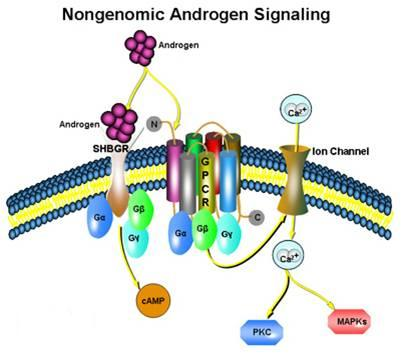 Nongenomic Androgen Signaling
Androgen
Androgen
SHBGR
N
GPCR
Ca²⁺
Ion Channel
Gα
Gβ
Gγ
Gα
Gβ
Gγ
C
Ca²⁺
cAMP
PKC
MAPKs